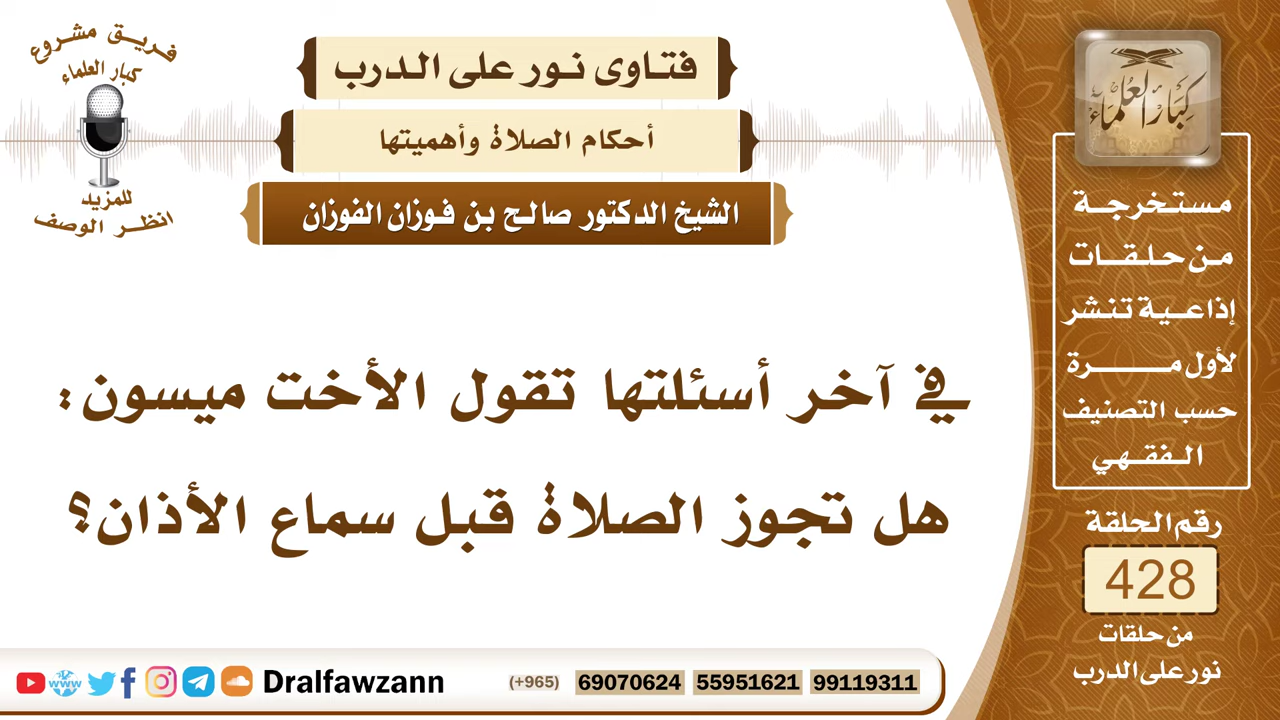 فريق مشروع
كبار العلماء
للمزيد
انظر الوصف
فتاوى نور على الدرب
أحكام الصلاة وأهميتها
الشيخ الدكتور صالح بن فوزان الفوزان
في آخر أسئلتها تقول الأخت ميسون:
هل تجوز الصلاة قبل سماع الأذان؟
كبار العلماء
مستخرجة
من حلقات
إذاعية تنشر
لأول مرة
حسب التصنيف
الفقهي
رقم الحلقة
428
من حلقات
نور على الدرب
www
Dralfawzann (+965) 69070624 55951621 99119311